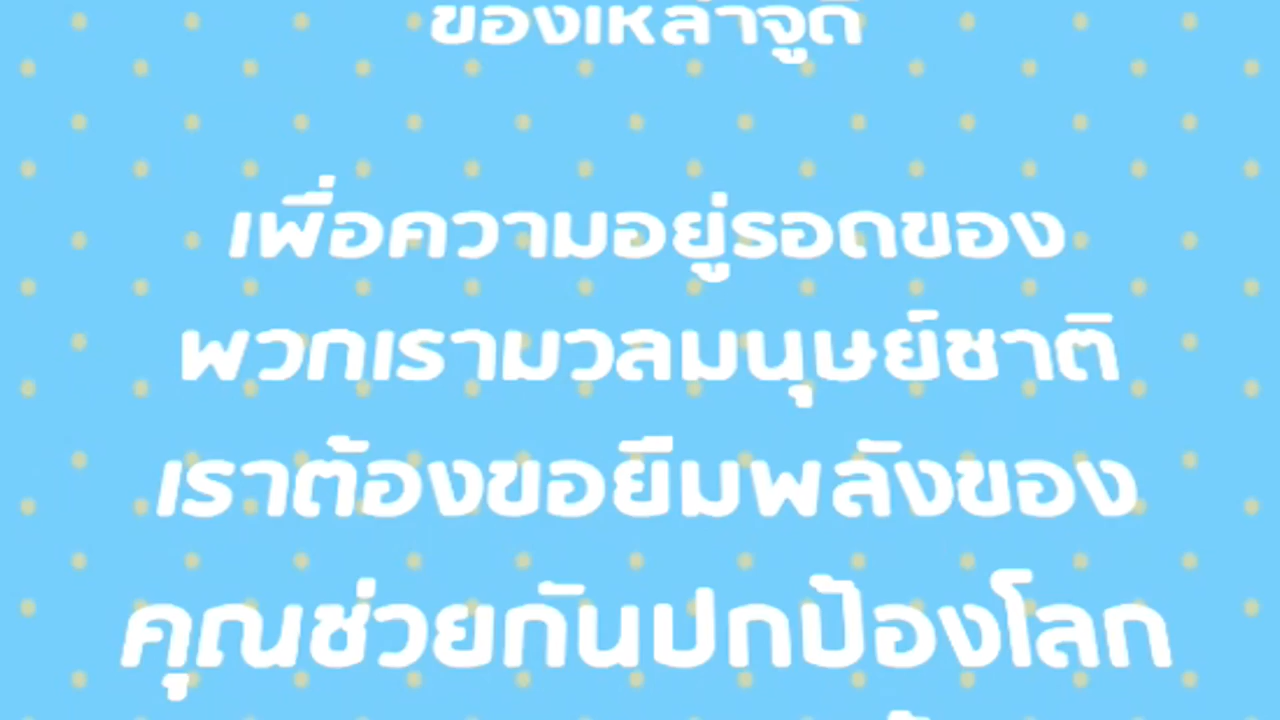 ของเหล่าจูดี้
เพื่อความอยู่รอดของ
พวกเรามวลมนุษย์ชาติ
เราต้องขอยืมพลังของ
คุณช่วยกันปกป้องโลก